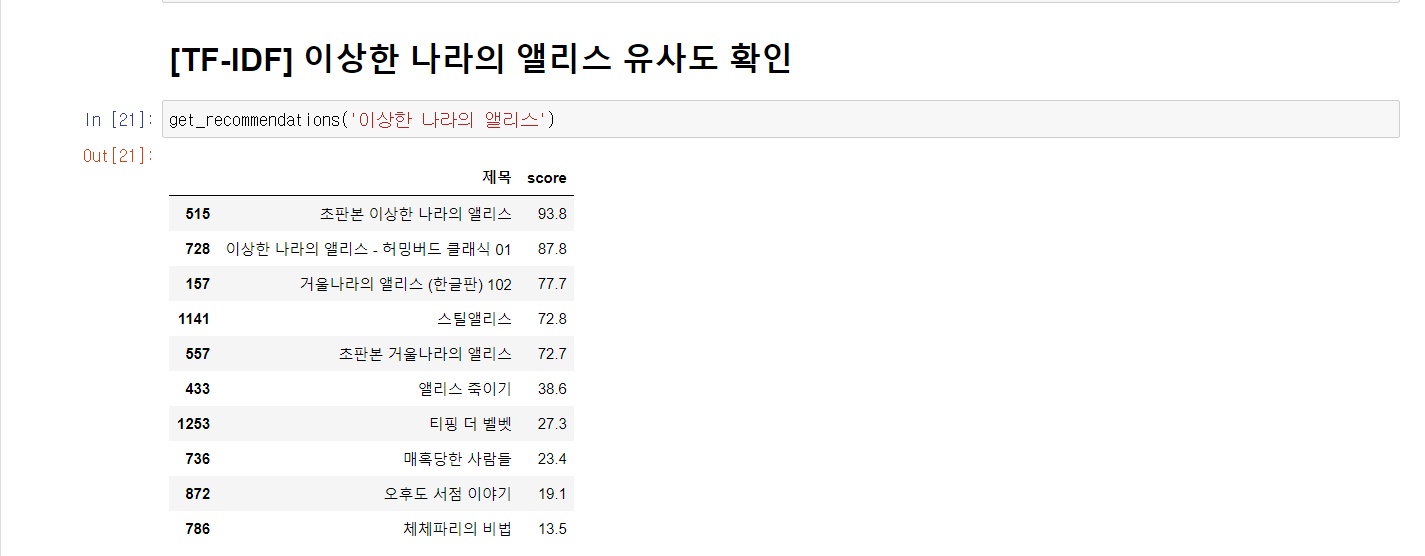 [TF-IDF] 이상한 나라의 앨리스 유사도 확인
In [21]: get_recommendations('이상한 나라의 앨리스')
Out[21]:
제목 score
515 초판본 이상한 나라의 앨리스 93.8
728 이상한 나라의 앨리스 - 허밍버드 클래식 01 87.8
157 거울나라의 앨리스 (한글판) 102 77.7
1141 스틸앨리스 72.8
557 초판본 거울나라의 앨리스 72.7
433 앨리스 죽이기 38.6
1253 티핑 더 벨벳 27.3
736 매혹당한 사람들 23.4
872 오후도 서점 이야기 19.1
786 체체파리의 비법 13.5